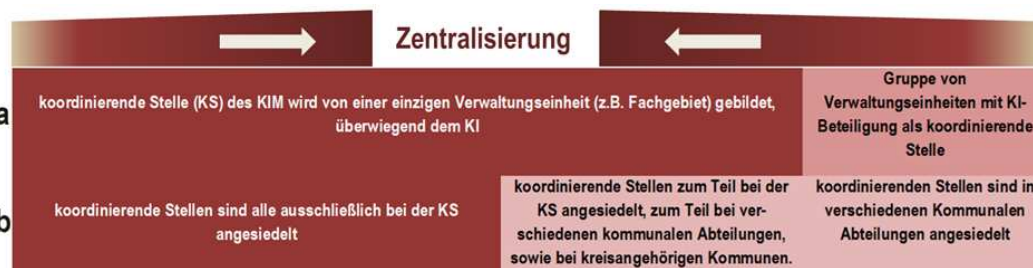 Zentralisierung
a
koordinierende Stelle (KS) des KIM wird von einer einzigen Verwaltungseinheit (z.B. Fachgebiet) gebildet,
überwiegend dem KI
Gruppe von
Verwaltungseinheiten mit KI-
Beteiligung als koordinierende
Stelle
b
koordinierende Stellen sind alle ausschließlich bei der KS
angesiedelt
koordinierende Stellen zum Teil bei der
KS angesiedelt, zum Teil bei ver-
schiedenen kommunalen Abteilungen,
sowie bei kreisangehörigen Kommunen.
koordinierenden Stellen sind in
verschiedenen Kommunalen
Abteilungen angesiedelt